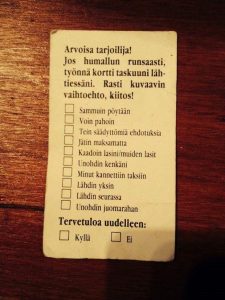 Arvoisa tarjoilija!
Jos humallun runsaasti,
työnnä kortti taskuuni läh-
tiessäni. Rasti kuvaavin
vaihtoehto, kiitos!
Sammuin pöytään
Voin pahoin
Tein säädyttömiä ehdotuksia
Jätin maksamatta
Kaadoin lasini/muiden lasit
Unohdin kenkäni
Minut kannettiin taksiin
Lähdin yksin
Lähdin seurassa
Unohdin juomarahan
Tervetuloa uudelleen:
Kyllä Ei